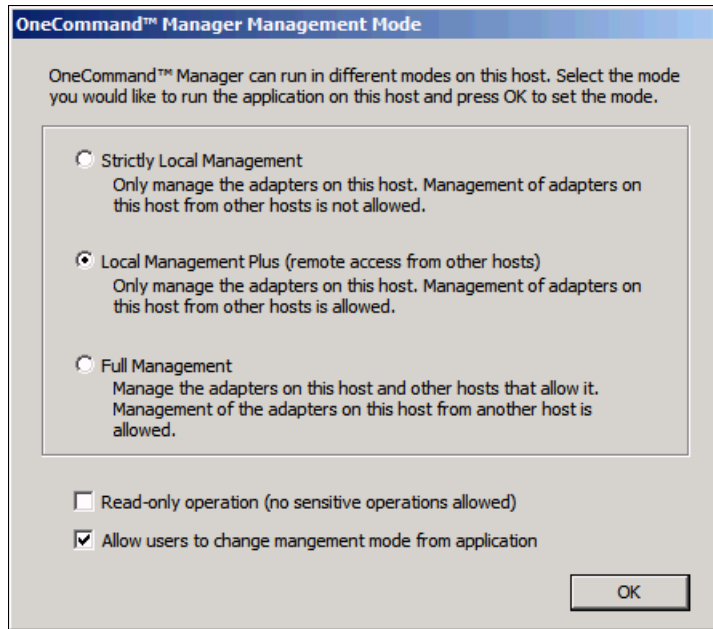 OneCommand™ Manager Management Mode
OneCommand™ Manager can run in different modes on this host. Select the mode
you would like to run the application on this host and press OK to set the mode.
Strictly Local Management
Only manage the adapters on this host. Management of adapters on
this host from other hosts is not allowed.
Local Management Plus (remote access from other hosts)
Only manage the adapters on this host. Management of adapters on
this host from other hosts is allowed.
Full Management
Manage the adapters on this host and other hosts that allow it.
Management of the adapters on this host from another host is
allowed.
Read-only operation (no sensitive operations allowed)
Allow users to change mangement mode from application
OK